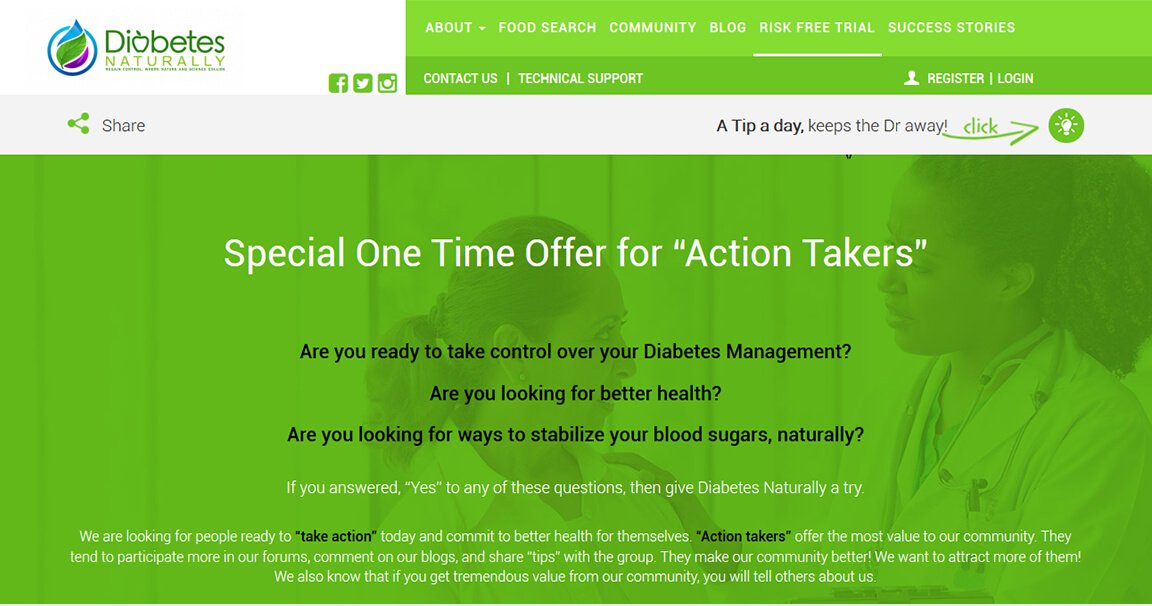 Diàbetes
NATURALLY
REGAIN CONTROL, WHERE NATURE AND SCIENCE COLLIDE
ABOUT FOOD SEARCH COMMUNITY BLOG RISK FREE TRIAL SUCCESS STORIES
CONTACT US | TECHNICAL SUPPORT
REGISTER | LOGIN
Share
A Tip a day, keeps the Dr away! click
Special One Time Offer for “Action Takers”
Are you ready to take control over your Diabetes Management?
Are you looking for better health?
Are you looking for ways to stabilize your blood sugars, naturally?
If you answered, “Yes” to any of these questions, then give Diabetes Naturally a try.
We are looking for people ready to “take action” today and commit to better health for themselves. “Action takers” offer the most value to our community. They
tend to participate more in our forums, comment on our blogs, and share “tips” with the group. They make our community better! We want to attract more of them!
We also know that if you get tremendous value from our community, you will tell others about us.